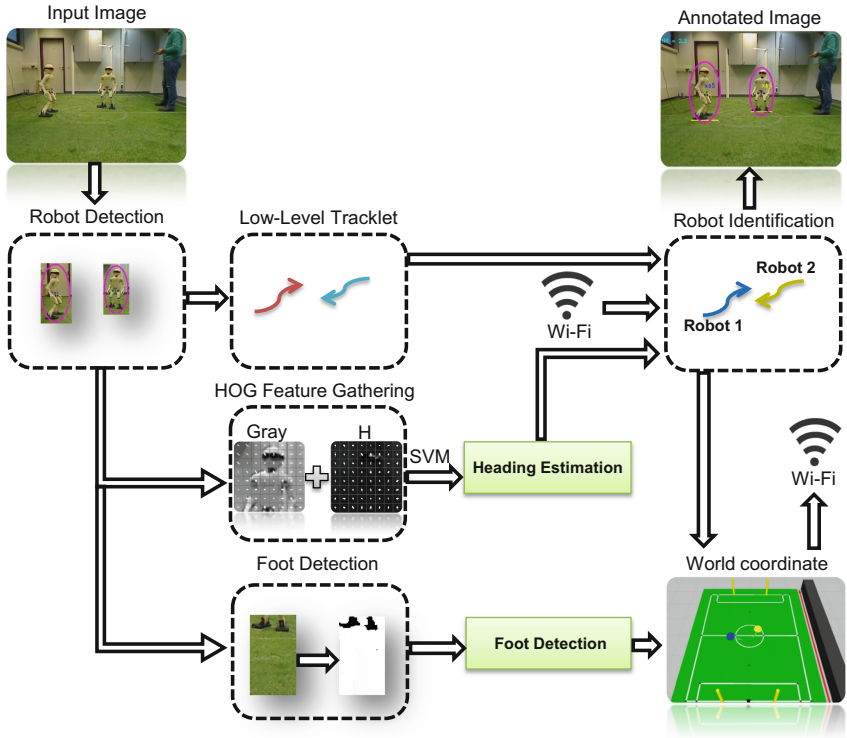 Input Image
Annotated Image
Robot Detection
Low-Level Tracklet
Robot Identification
Robot 2
Robot 1
Wi-Fi
HOG Feature Gathering
Gray
H
SVM
Heading Estimation
Wi-Fi
Foot Detection
World coordinate
Foot Detection